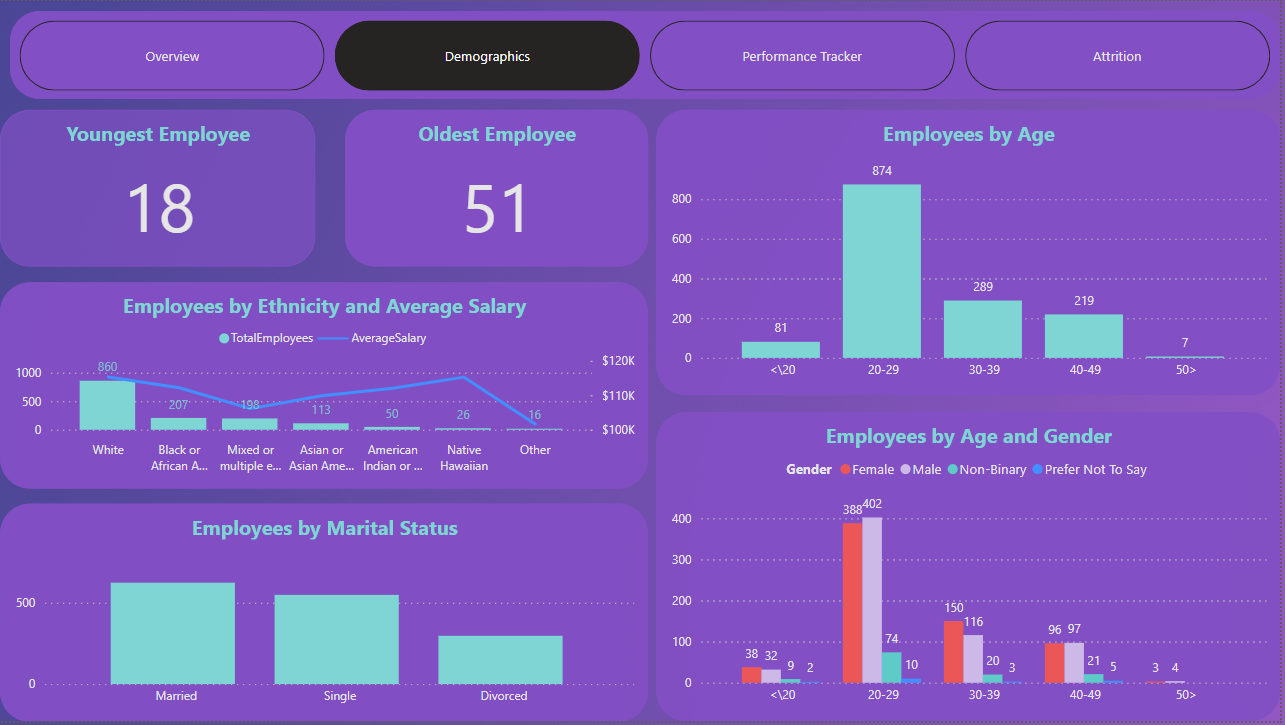 Overview
Demographics
Performance Tracker
Attrition
Youngest Employee
18
Oldest Employee
51
Employees by Ethnicity and Average Salary
TotalEmployees AverageSalary
1000
500
0
$120K
$110K
$100K
860
207
198
113
50
26
16
White
Black or
African A...
Mixed or
multiple e...
Asian or
Asian Ame...
American
Indian or ...
Native
Hawaiian
Other
Employees by Marital Status
500
0
Married
Single
Divorced
Employees by Age
800
600
400
200
0
81
874
289
219
7
<\20
20-29
30-39
40-49
50>
Employees by Age and Gender
Gender Female Male Non-Binary Prefer Not To Say
400
300
200
100
0
38 32 9 2
388 402 74 10
150 116 20 3
96 97 21 5
3 4
<\20
20-29
30-39
40-49
50>